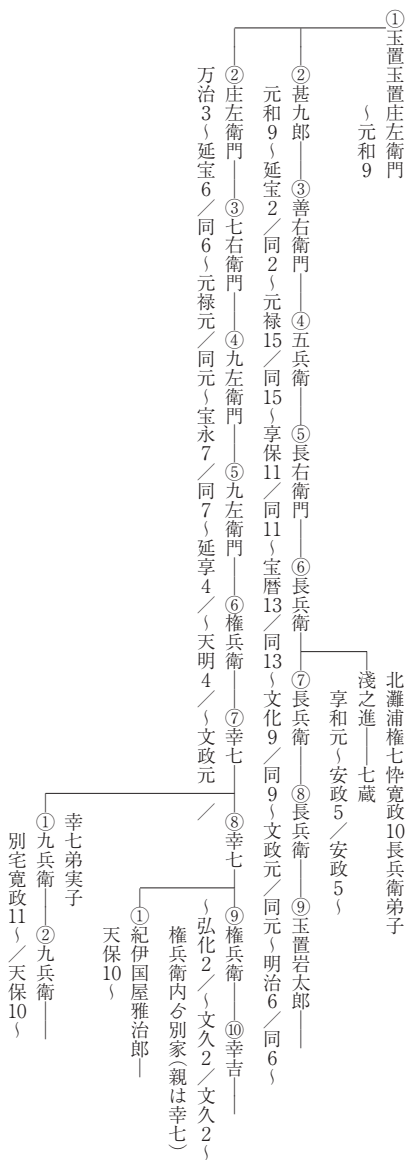 ①玉置玉置庄左衛門
～元和9
北灘浦権七忰寛政10長兵衛弟子
淺之進 七蔵
享和元～安政5／安政5～
②甚九郎 ③善右衛門 ④五兵衛 ⑤長右衛門 ⑥長兵衛 ⑦長兵衛 ⑧長兵衛 ⑨玉置岩太郎
元和9～延宝2／同2～元禄15／同15～享保11／同11～宝暦13／同13～文化9／同9～文政元／同元～明治6／同6～
②庄左衛門 ③七右衛門 ④九左衛門 ⑤九左衛門 ⑥権兵衛 ⑦幸七 ⑧幸七 ⑨権兵衛 ⑩幸吉
万治3～延宝6／同6～元禄元／同元～宝永7／同7～延享4／～天明4／～文政元／ ～弘化2／～文久2／文久2～
権兵衛内ゟ別家（親は幸七）
①紀伊国屋雅治郎
天保10～
幸七弟実子
①九兵衛 ②九兵衛
別宅寛政11～／天保10～